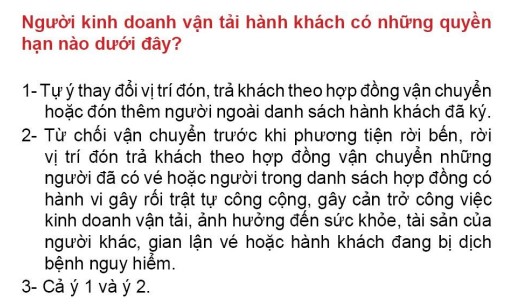 Người kinh doanh vận tải hành khách có những quyền
hạn nào dưới đây?
1- Tự ý thay đổi vị trí đón, trả khách theo hợp đồng vận chuyển
hoặc đón thêm người ngoài danh sách hành khách đã ký.
2- Từ chối vận chuyển trước khi phương tiện rời bến, rời
vị trí đón trả khách theo hợp đồng vận chuyển những
người đã có vé hoặc người trong danh sách hợp đồng có
hành vi gây rối trật tự công cộng, gây cản trở công việc
kinh doanh vận tải, ảnh hưởng đến sức khỏe, tài sản của
người khác, gian lận vé hoặc hành khách đang bị dịch
bệnh nguy hiểm.
3- Cả ý 1 và ý 2.